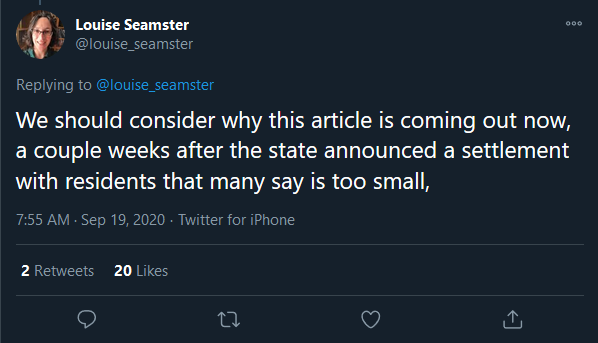 Louise Seamster
@louise_seamster
Replying to @louise_seamster
We should consider why this article is coming out now,
a couple weeks after the state announced a settlement
with residents that many say is too small,
7:55 AM · Sep 19, 2020 · Twitter for iPhone
2 Retweets 20 Likes